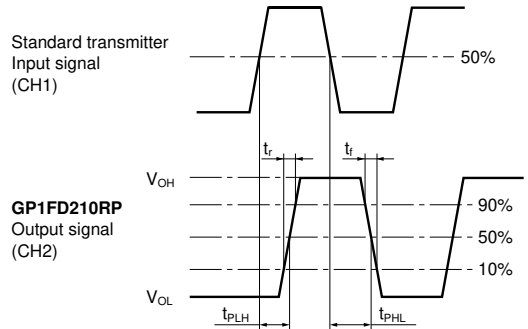 Standard transmitter
Input signal
(CH1)
50%
tr
tf
VOH
GP1FD210RP
Output signal
(CH2)
90%
50%
10%
VOL
tPLH
tPHL